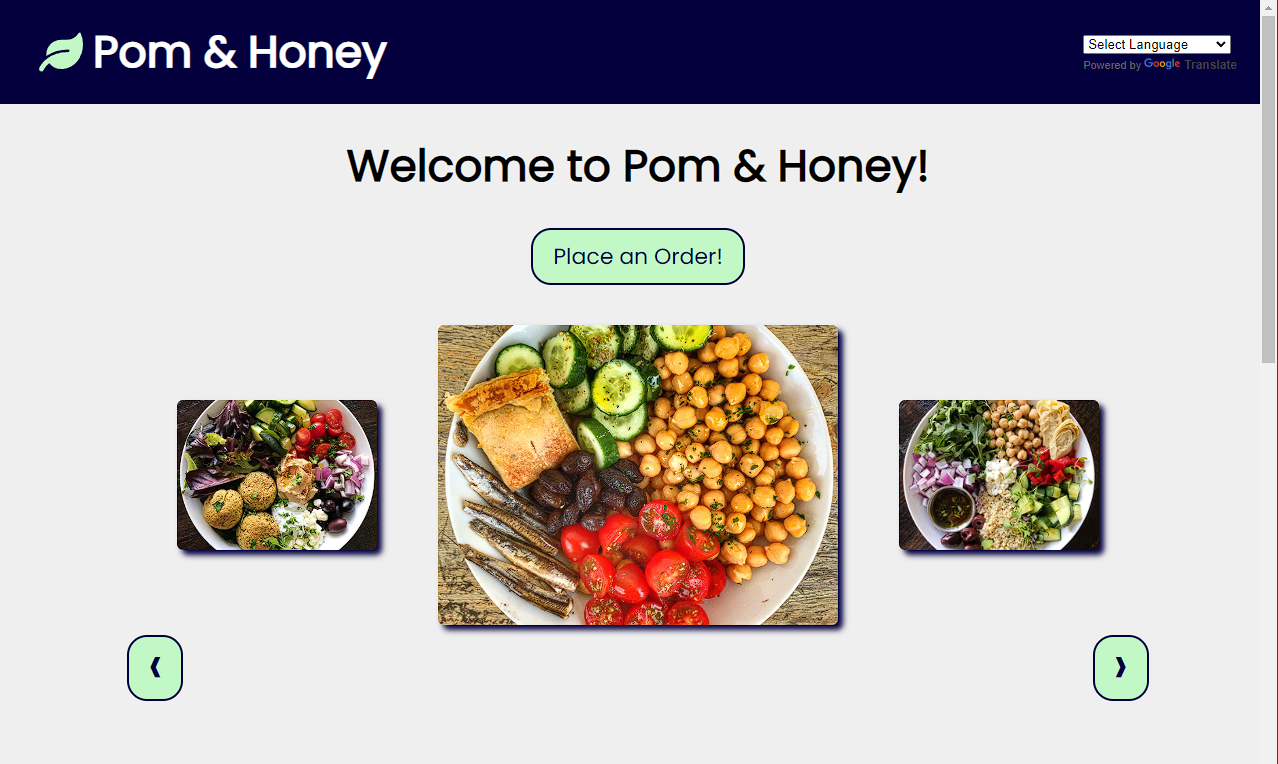 Pom & Honey
Select Language
Powered by Google Translate
Welcome to Pom & Honey!
Place an Order!
❰
❱